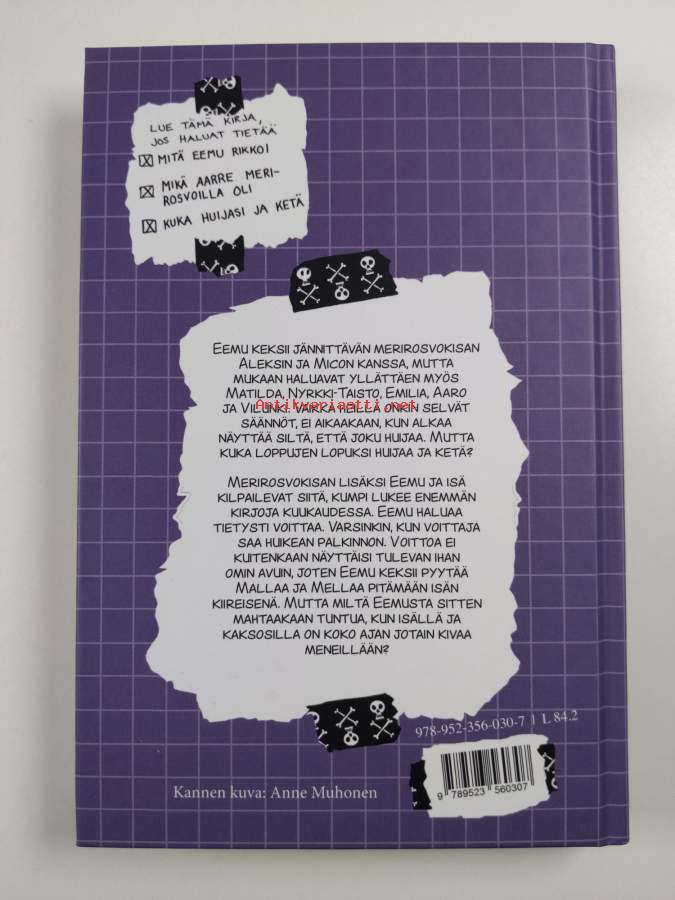 LUE TÄMÄ KIRJA,
JOS HALUAT TIETÄÄ
MITÄ EEMU RIKKOI
MIKÄ AARRE MERI-
ROSVOILLA OLI
KUKA HUIJASI JA KETÄ
EEMU KEKSII JÄNNITTÄVÄN MERIROSVOKISAN
ALEKSIN JA MICON KANSSA, MUTTA
MUKAAN HALUAVAT YLLÄTTÄEN MYÖS
MATILDA, NYRKKI-TAISTO, EMILIA, AARO
Antikvariaatti.net
JA VILUNKI. VAIKKA HEILLÄ ONKIN SELVÄT
SÄÄNNÖT, EI AIKAAKAAN, KUN ALKAA
NÄYTTÄÄ SILTÄ, ETTÄ JOKU HUIJAA. MUTTA
KUKA LOPPUJEN LOPUKSI HUIJAA JA KETÄ?
MERIROSVOKISAN LISÄKSI EEMU JA ISÄ
KILPAILEVAT SIITÄ, KUMPI LUKEE ENEMMÄN
KIRJOJA KUUKAUDESSA. EEMU HALUAA
TIETYSTI VOITTAA. VARSINKIN, KUN VOITTAJA
SAA HUIKEAN PALKINNON. VOITTOA EI
KUITENKAAN NÄYTTÄISI TULEVAN IHAN
OMIN AVUIN, JOTEN EEMU KEKSII PYYTÄÄ
MALLAA JA MELLAA PITÄMÄÄN ISÄN
KIIREISENÄ. MUTTA MILTÄ EEMUSTA SITTEN
MAHTAAKAAN TUNTUA, KUN ISÄLLÄ JA
KAKSOSILLA ON KOKO AJAN JOTAIN KIVAA
MENEILLÄÄN?
978-952-356-030-7 | L 84.2
9 789523 560307
Kannen kuva: Anne Muhonen